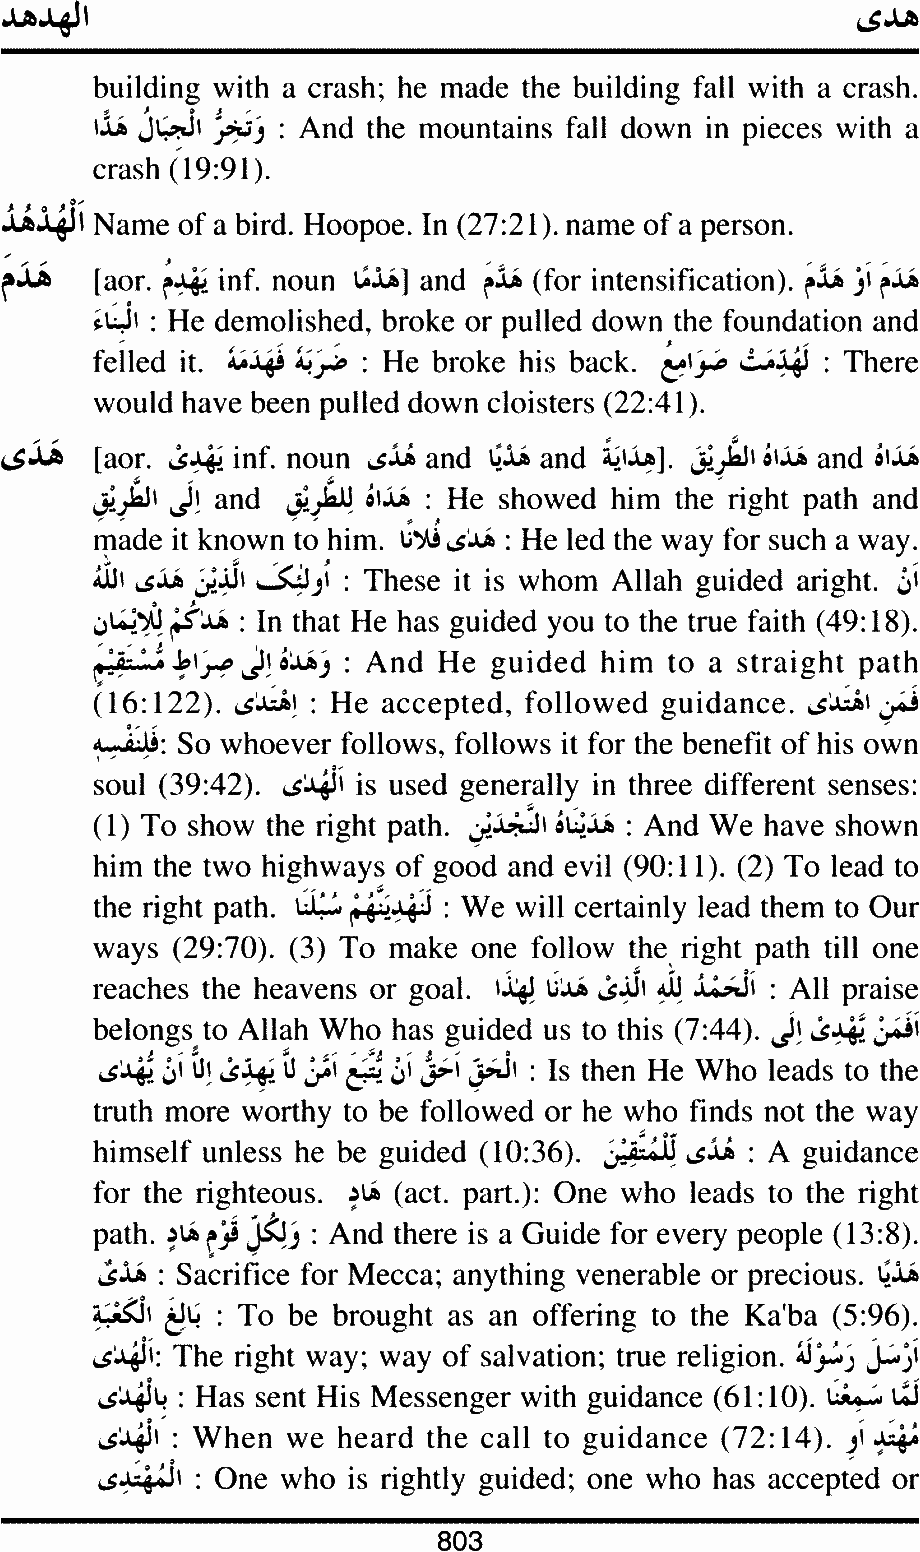 الهدهد هدى
building with a crash; he made the building fall with a crash.
وَتَخِرُّ الْجِبَالُ هَدًّا : And the mountains fall down in pieces with a
crash (19:91).
اَلْهُدْهُدُ Name of a bird. Hoopoe. In (27:21). name of a person.
هَدَمَ [aor. يَهْدِمُ inf. noun هَدْمًا] and هَدَّمَ (for intensification). هَدَمَ اَوْ هَدَّمَ
الْبِنَاءَ : He demolished, broke or pulled down the foundation and
felled it. ضَرَبَهُ فَهَدَمَهُ : He broke his back. لَهُدِّمَتْ صَوَامِعُ : There
would have been pulled down cloisters (22:41).
هَدَى [aor. يَهْدِىْ inf. noun هُدًى and هَدْيًا and هِدَايَةً]. هَدَاهُ الطَّرِيْقَ and هَدَاهُ
اِلَى الطَّرِيْقِ and هَدَاهُ لِلطَّرِيْقِ : He showed him the right path and
made it known to him. هَدٰى فُلَانًا : He led the way for such a way.
اُولٰئِكَ الَّذِيْنَ هَدَى اللّٰهُ : These it is whom Allah guided aright. اَنْ
هَدٰكُمْ لِلْاِيْمَانِ : In that He has guided you to the true faith (49:18).
وَهَدٰهُ اِلٰى صِرَاطٍ مُّسْتَقِيْمٍ : And He guided him to a straight path
(16:122). اِهْتَدٰى : He accepted, followed guidance. فَمَنِ اهْتَدٰى
فَلِنَفْسِهٖ: So whoever follows, follows it for the benefit of his own
soul (39:42). اَلْهُدٰى is used generally in three different senses:
(1) To show the right path. هَدَيْنَاهُ النَّجْدَيْنِ : And We have shown
him the two highways of good and evil (90:11). (2) To lead to
the right path. لَنَهْدِيَنَّهُمْ سُبُلَنَا : We will certainly lead them to Our
ways (29:70). (3) To make one follow the right path till one
reaches the heavens or goal. اَلْحَمْدُ لِلّٰهِ الَّذِىْ هَدٰنَا لِهٰذَا : All praise
belongs to Allah Who has guided us to this (7:44). اَفَمَنْ يَّهْدِىْ اِلَى
الْحَقِّ اَحَقُّ اَنْ يُّتَّبَعَ اَمَّنْ لَّا يَهِدِّىْ اِلَّا اَنْ يُّهْدٰى : Is then He Who leads to the
truth more worthy to be followed or he who finds not the way
himself unless he be guided (10:36). هُدًى لِّلْمُتَّقِيْنَ : A guidance
for the righteous. هَادٍ (act. part.): One who leads to the right
path. وَلِكُلِّ قَوْمٍ هَادٍ : And there is a Guide for every people (13:8).
هَدْىٌ : Sacrifice for Mecca; anything venerable or precious. هَدْيًا
بَالِغَ الْكَعْبَةِ : To be brought as an offering to the Ka'ba (5:96).
اَلْهُدٰى: The right way; way of salvation; true religion. اَرْسَلَ رَسُوْلَهٗ
بِالْهُدٰى : Has sent His Messenger with guidance (61:10). لَمَّا سَمِعْنَا
الْهُدٰى : When we heard the call to guidance (72:14). مُهْتَدٍ اَوِ
الْمُهْتَدِى : One who is rightly guided; one who has accepted or
803